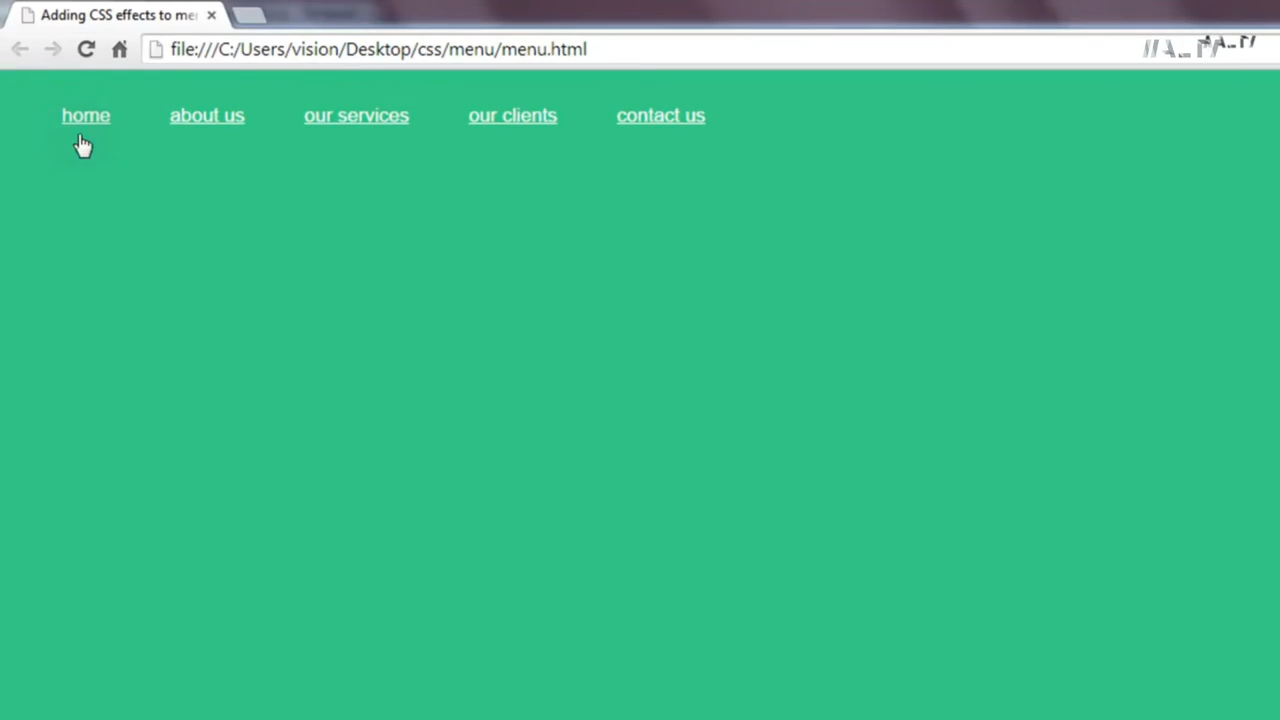 Adding CSS effects to me
file:///C:/Users/vision/Desktop/css/menu/menu.html
home about us our services our clients contact us